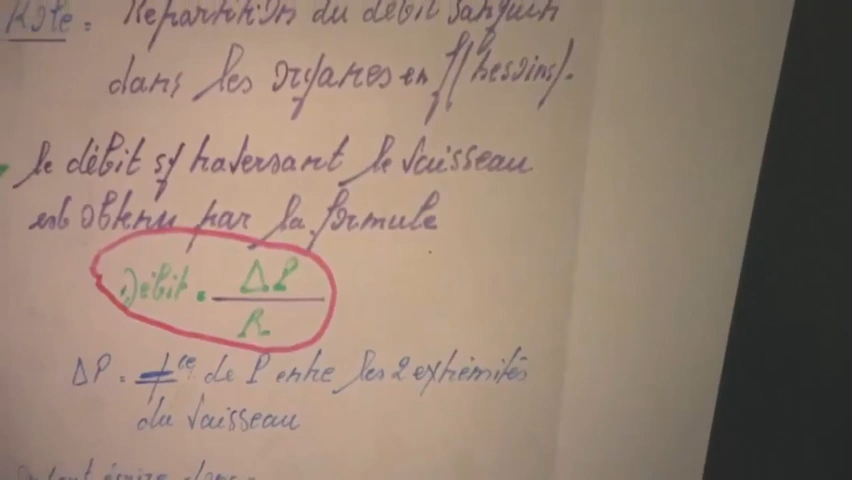 Rôle : Répartition du débit sanguin
dans les organes en f( besoins).
le débit sg traversant le vaisseau
est obtenu par la formule
Débit = ΔP
R
ΔP = ≠ce de P entre les 2 extrémités
du vaisseau